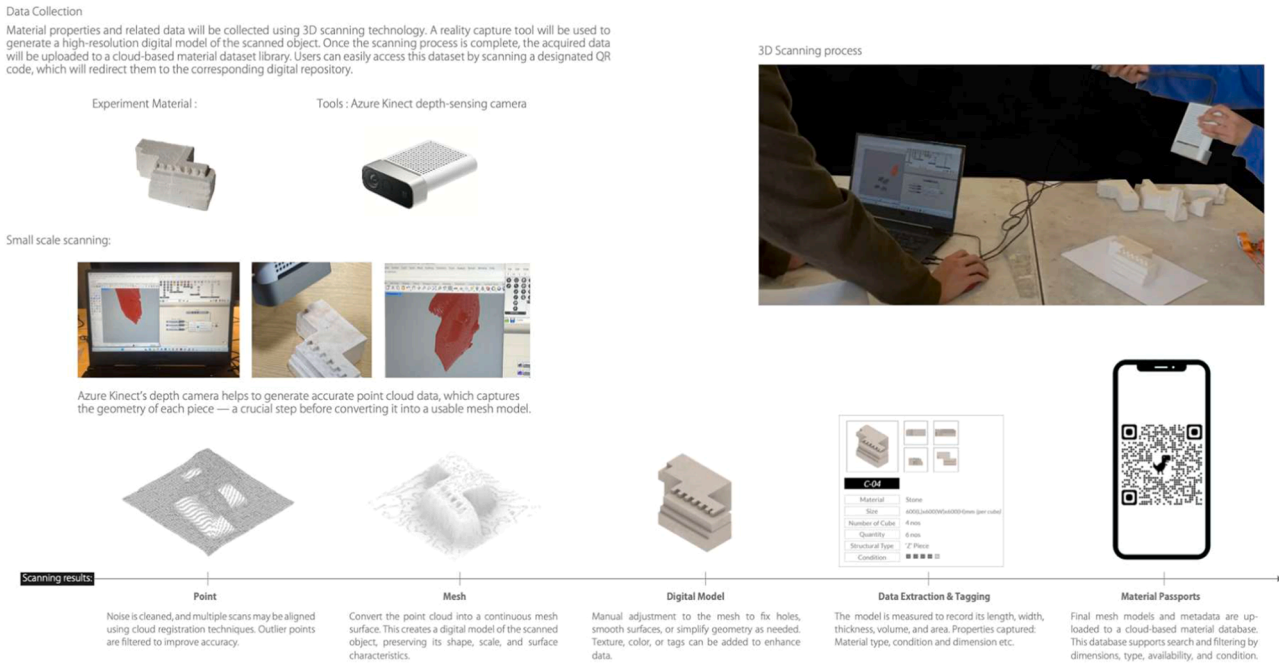 Data Collection
Material properties and related data will be collected using 3D scanning technology. A reality capture tool will be used to
generate a high-resolution digital model of the scanned object. Once the scanning process is complete, the acquired data
will be uploaded to a cloud-based material dataset library. Users can easily access this dataset by scanning a designated QR
code, which will redirect them to the corresponding digital repository.
Experiment Material :
Tools : Azure Kinect depth-sensing camera
3D Scanning process
Small scale scanning:
Azure Kinect's depth camera helps to generate accurate point cloud data, which captures
the geometry of each piece — a crucial step before converting it into a usable mesh model.
C-04
Material Stone
Size 600(L)x600(W)x600(H)mm (per cube)
Number of Cube 4 nos
Quantity 6 nos
Structural Type 'Z' Piece
Condition
Scanning results:
Point
Noise is cleaned, and multiple scans may be aligned
using cloud registration techniques. Outlier points
are filtered to improve accuracy.
Mesh
Convert the point cloud into a continuous mesh
surface. This creates a digital model of the scanned
object, preserving its shape, scale, and surface
characteristics.
Digital Model
Manual adjustment to the mesh to fix holes,
smooth surfaces, or simplify geometry as needed.
Texture, color, or tags can be added to enhance
data.
Data Extraction & Tagging
The model is measured to record its length, width,
thickness, volume, and area. Properties captured:
Material type, condition and dimension etc.
Material Passports
Final mesh models and metadata are up-
loaded to a cloud-based material database.
This database supports search and filtering by
dimensions, type, availability, and condition.